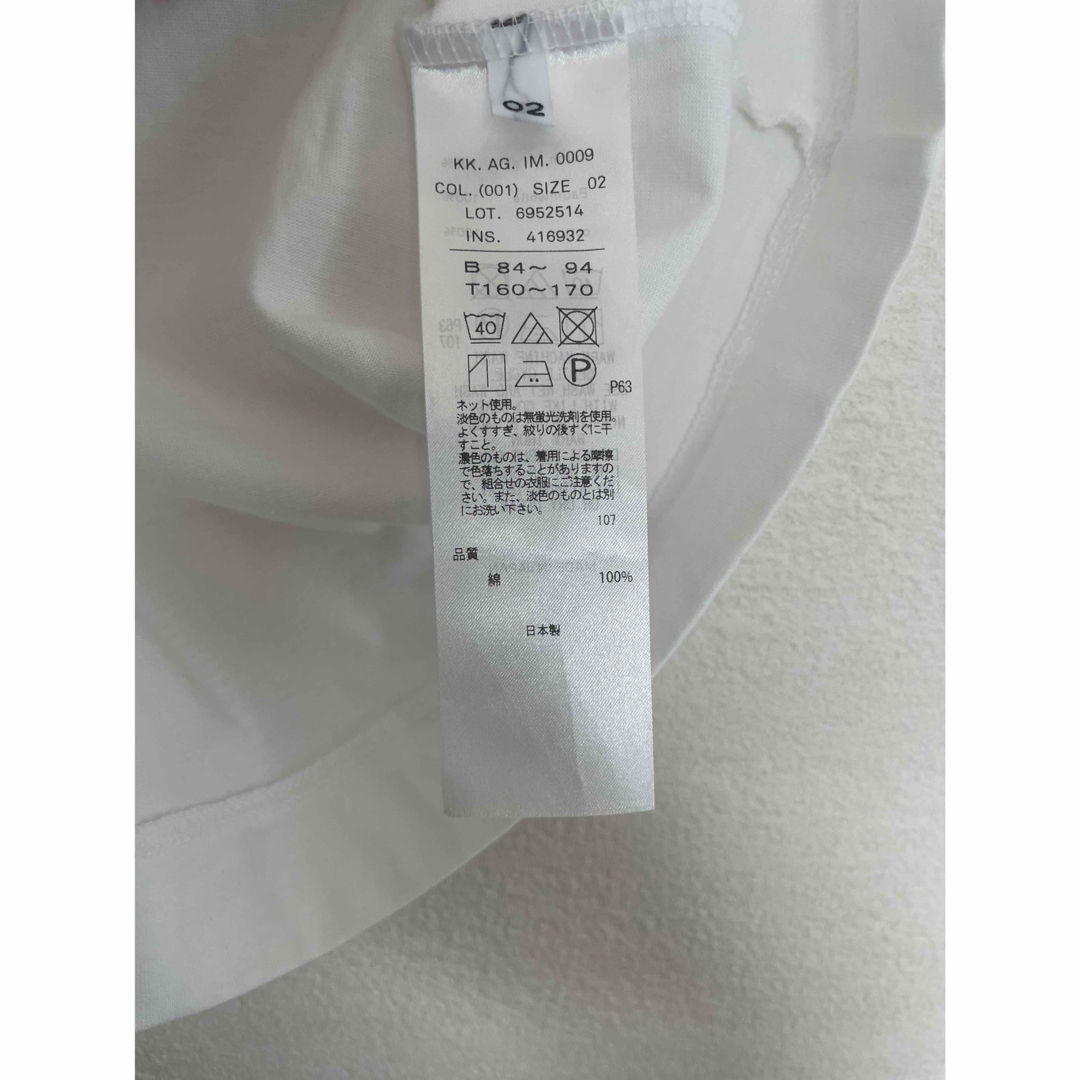 02
KK. AG. IM. 0009
COL. (001) SIZE 02
LOT. 6952514
INS. 416932
B 84～ 94
T160～170
40
P
P63
ネット使用。
淡色のものは無蛍光洗剤を使用。
よくすすぎ、絞りの後すぐに干
すこと。
濃色のものは、着用による摩擦
で色落ちすることがありますの
で、組合せの衣服にご注意くだ
さい。また、淡色のものとは別
にお洗い下さい。
107
品質
綿 100%
日本製